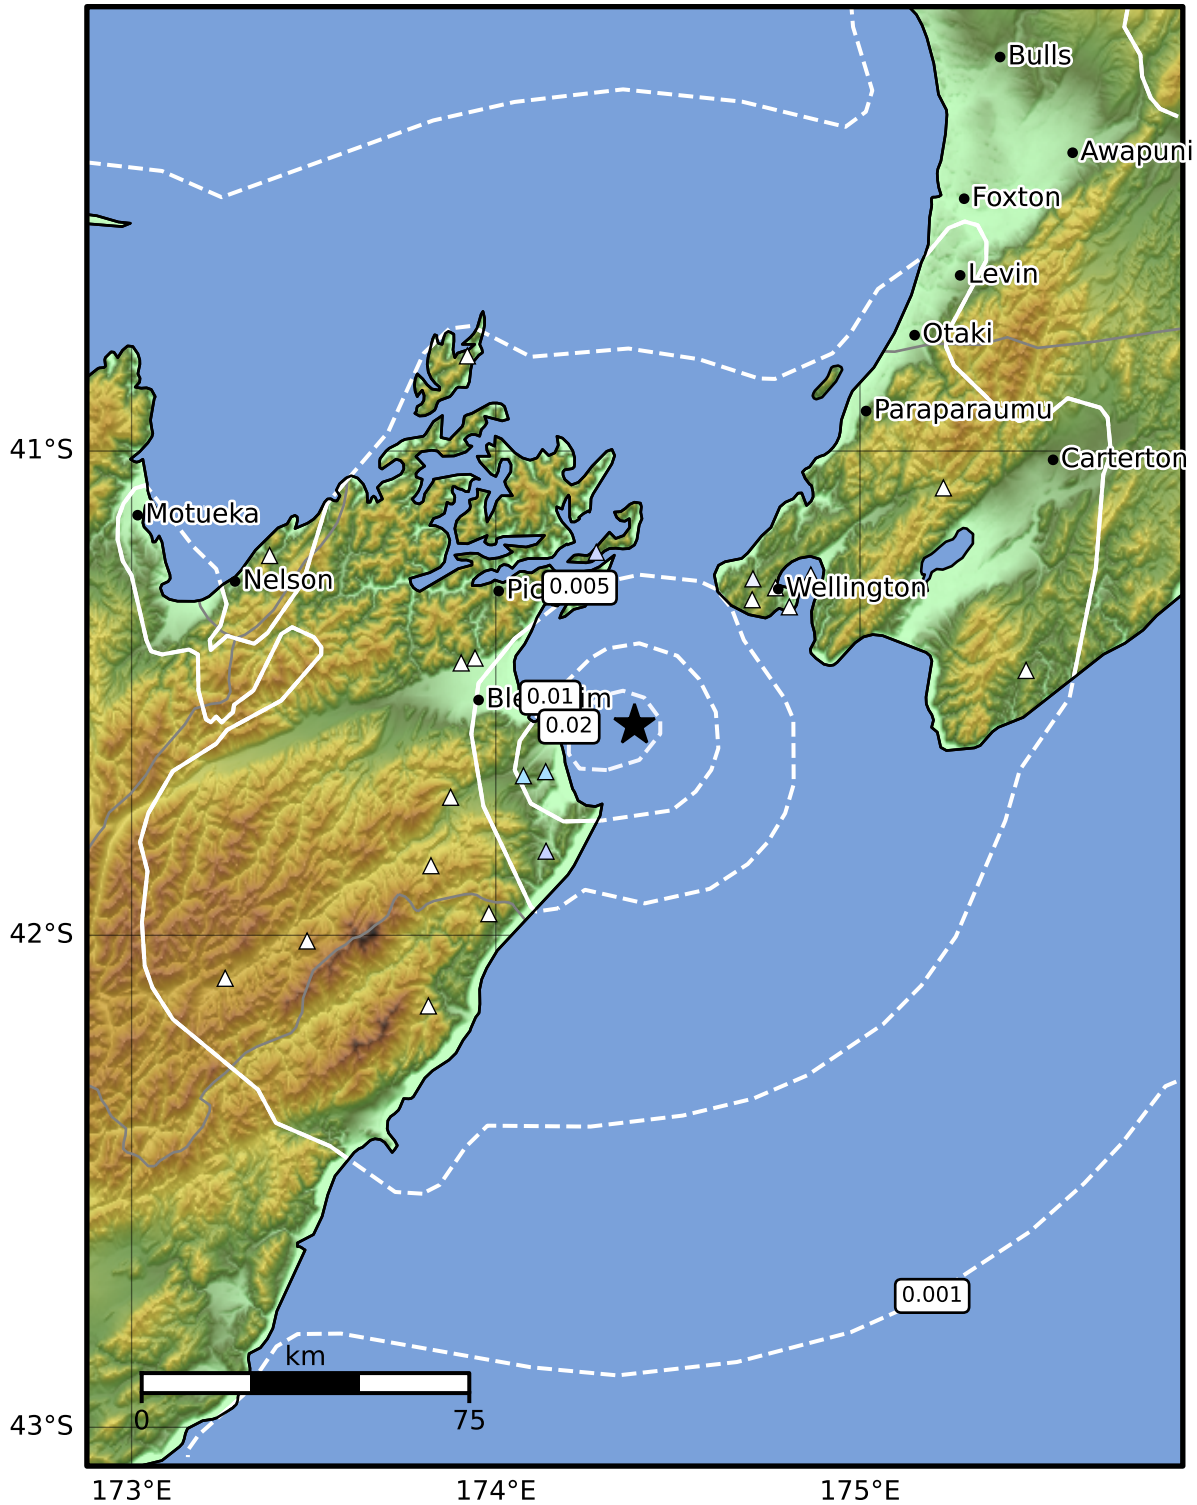 Bulls
Awapuni
Foxton
Levin
Otaki
Paraparaumu
41°S
Carterton
Motueka
Nelson
Wellington
0.005
0.01
0.02
42°S
0.001
km
0
75
43°S
173°E
174°E
175°E